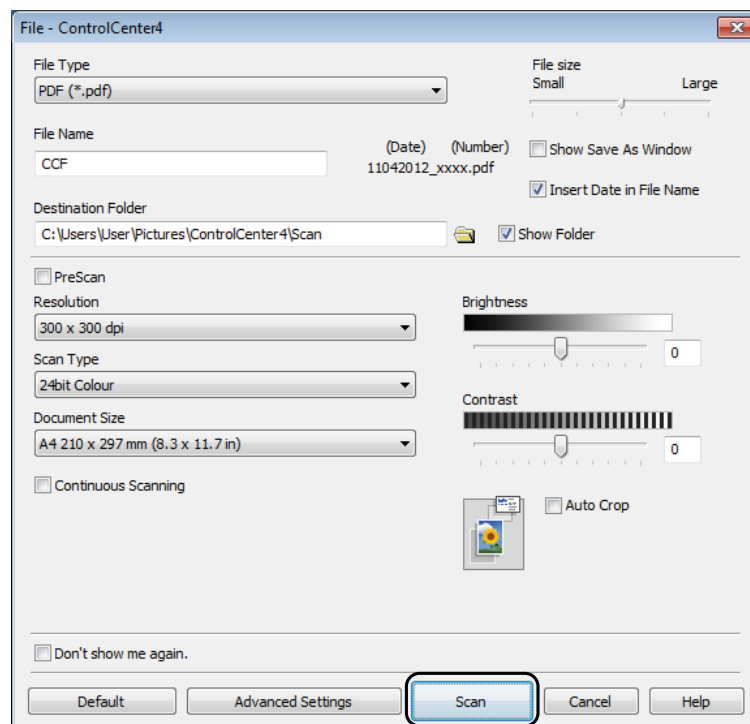 File - ControlCenter4
File Type
File size
PDF (*.pdf)
Small Large
File Name
(Date) (Number)
CCF
11042012_xxxx.pdf
Show Save As Window
Insert Date in File Name
Destination Folder
C:\Users\User\Pictures\ControlCenter4\Scan
Show Folder
PreScan
Resolution
300 x 300 dpi
Scan Type
24bit Colour
Document Size
A4 210 x 297 mm (8.3 x 11.7 in)
Continuous Scanning
Brightness
0
Contrast
0
Auto Crop
Don't show me again.
Default Advanced Settings Scan Cancel Help